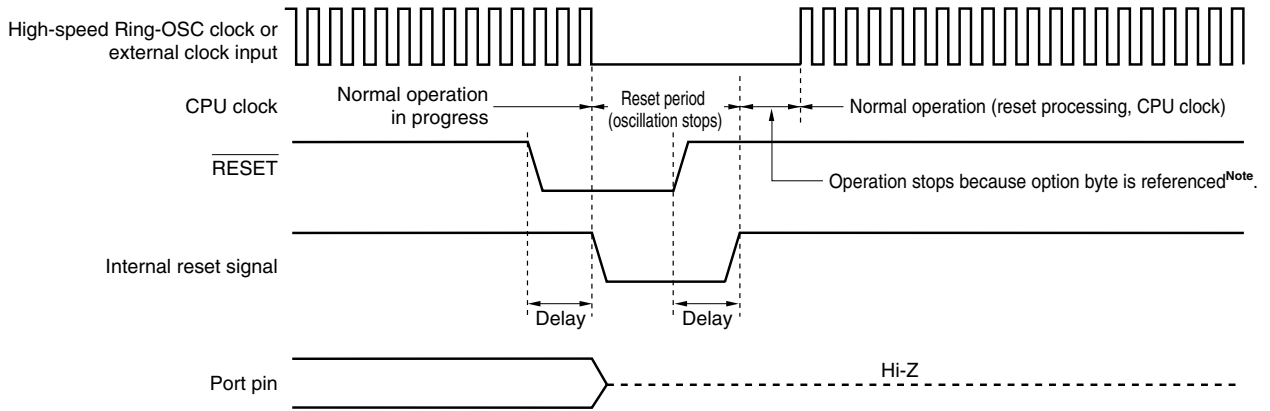 High-speed Ring-OSC clock or
external clock input
CPU clock
Normal operation
in progress
Reset period
(oscillation stops)
Normal operation (reset processing, CPU clock)
RESET
Operation stops because option byte is referencedNote.
Internal reset signal
Delay
Delay
Port pin
Hi-Z